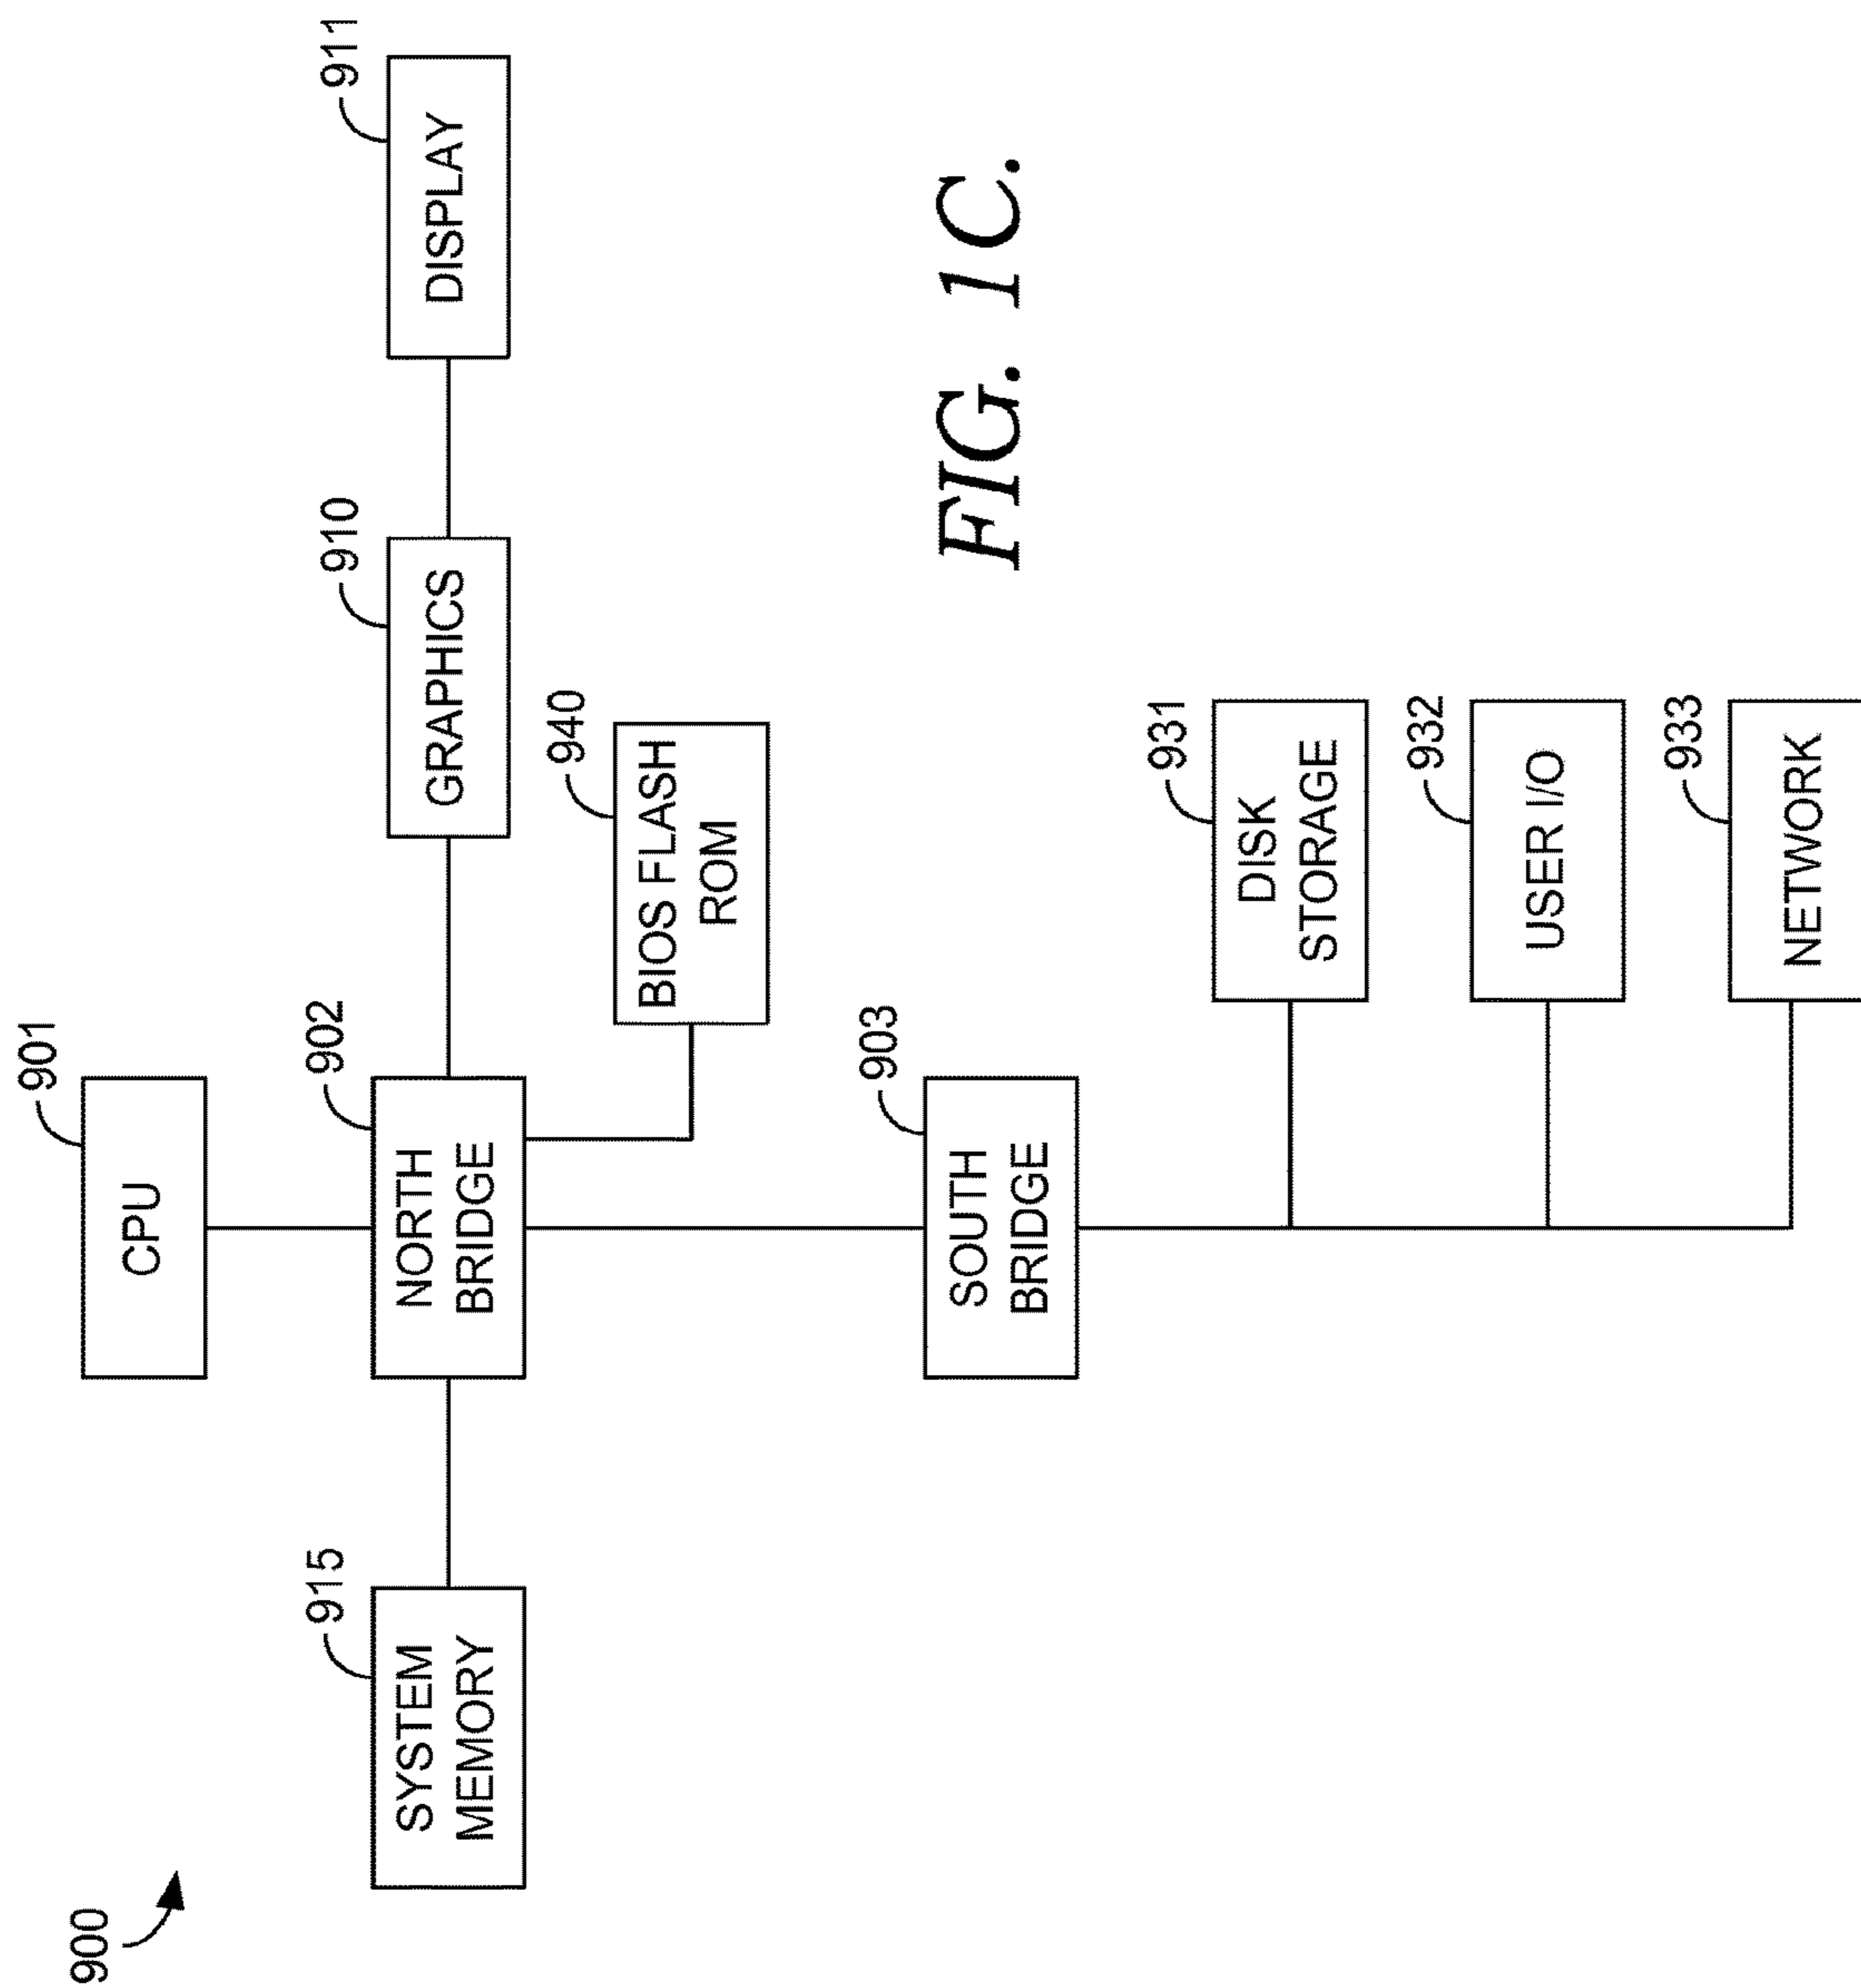 900
901
CPU
915
SYSTEM
MEMORY
902
NORTH
BRIDGE
910
GRAPHICS
911
DISPLAY
940
BIOS FLASH
ROM
903
SOUTH
BRIDGE
931
DISK
STORAGE
932
USER I/O
933
NETWORK
FIG. 1C.